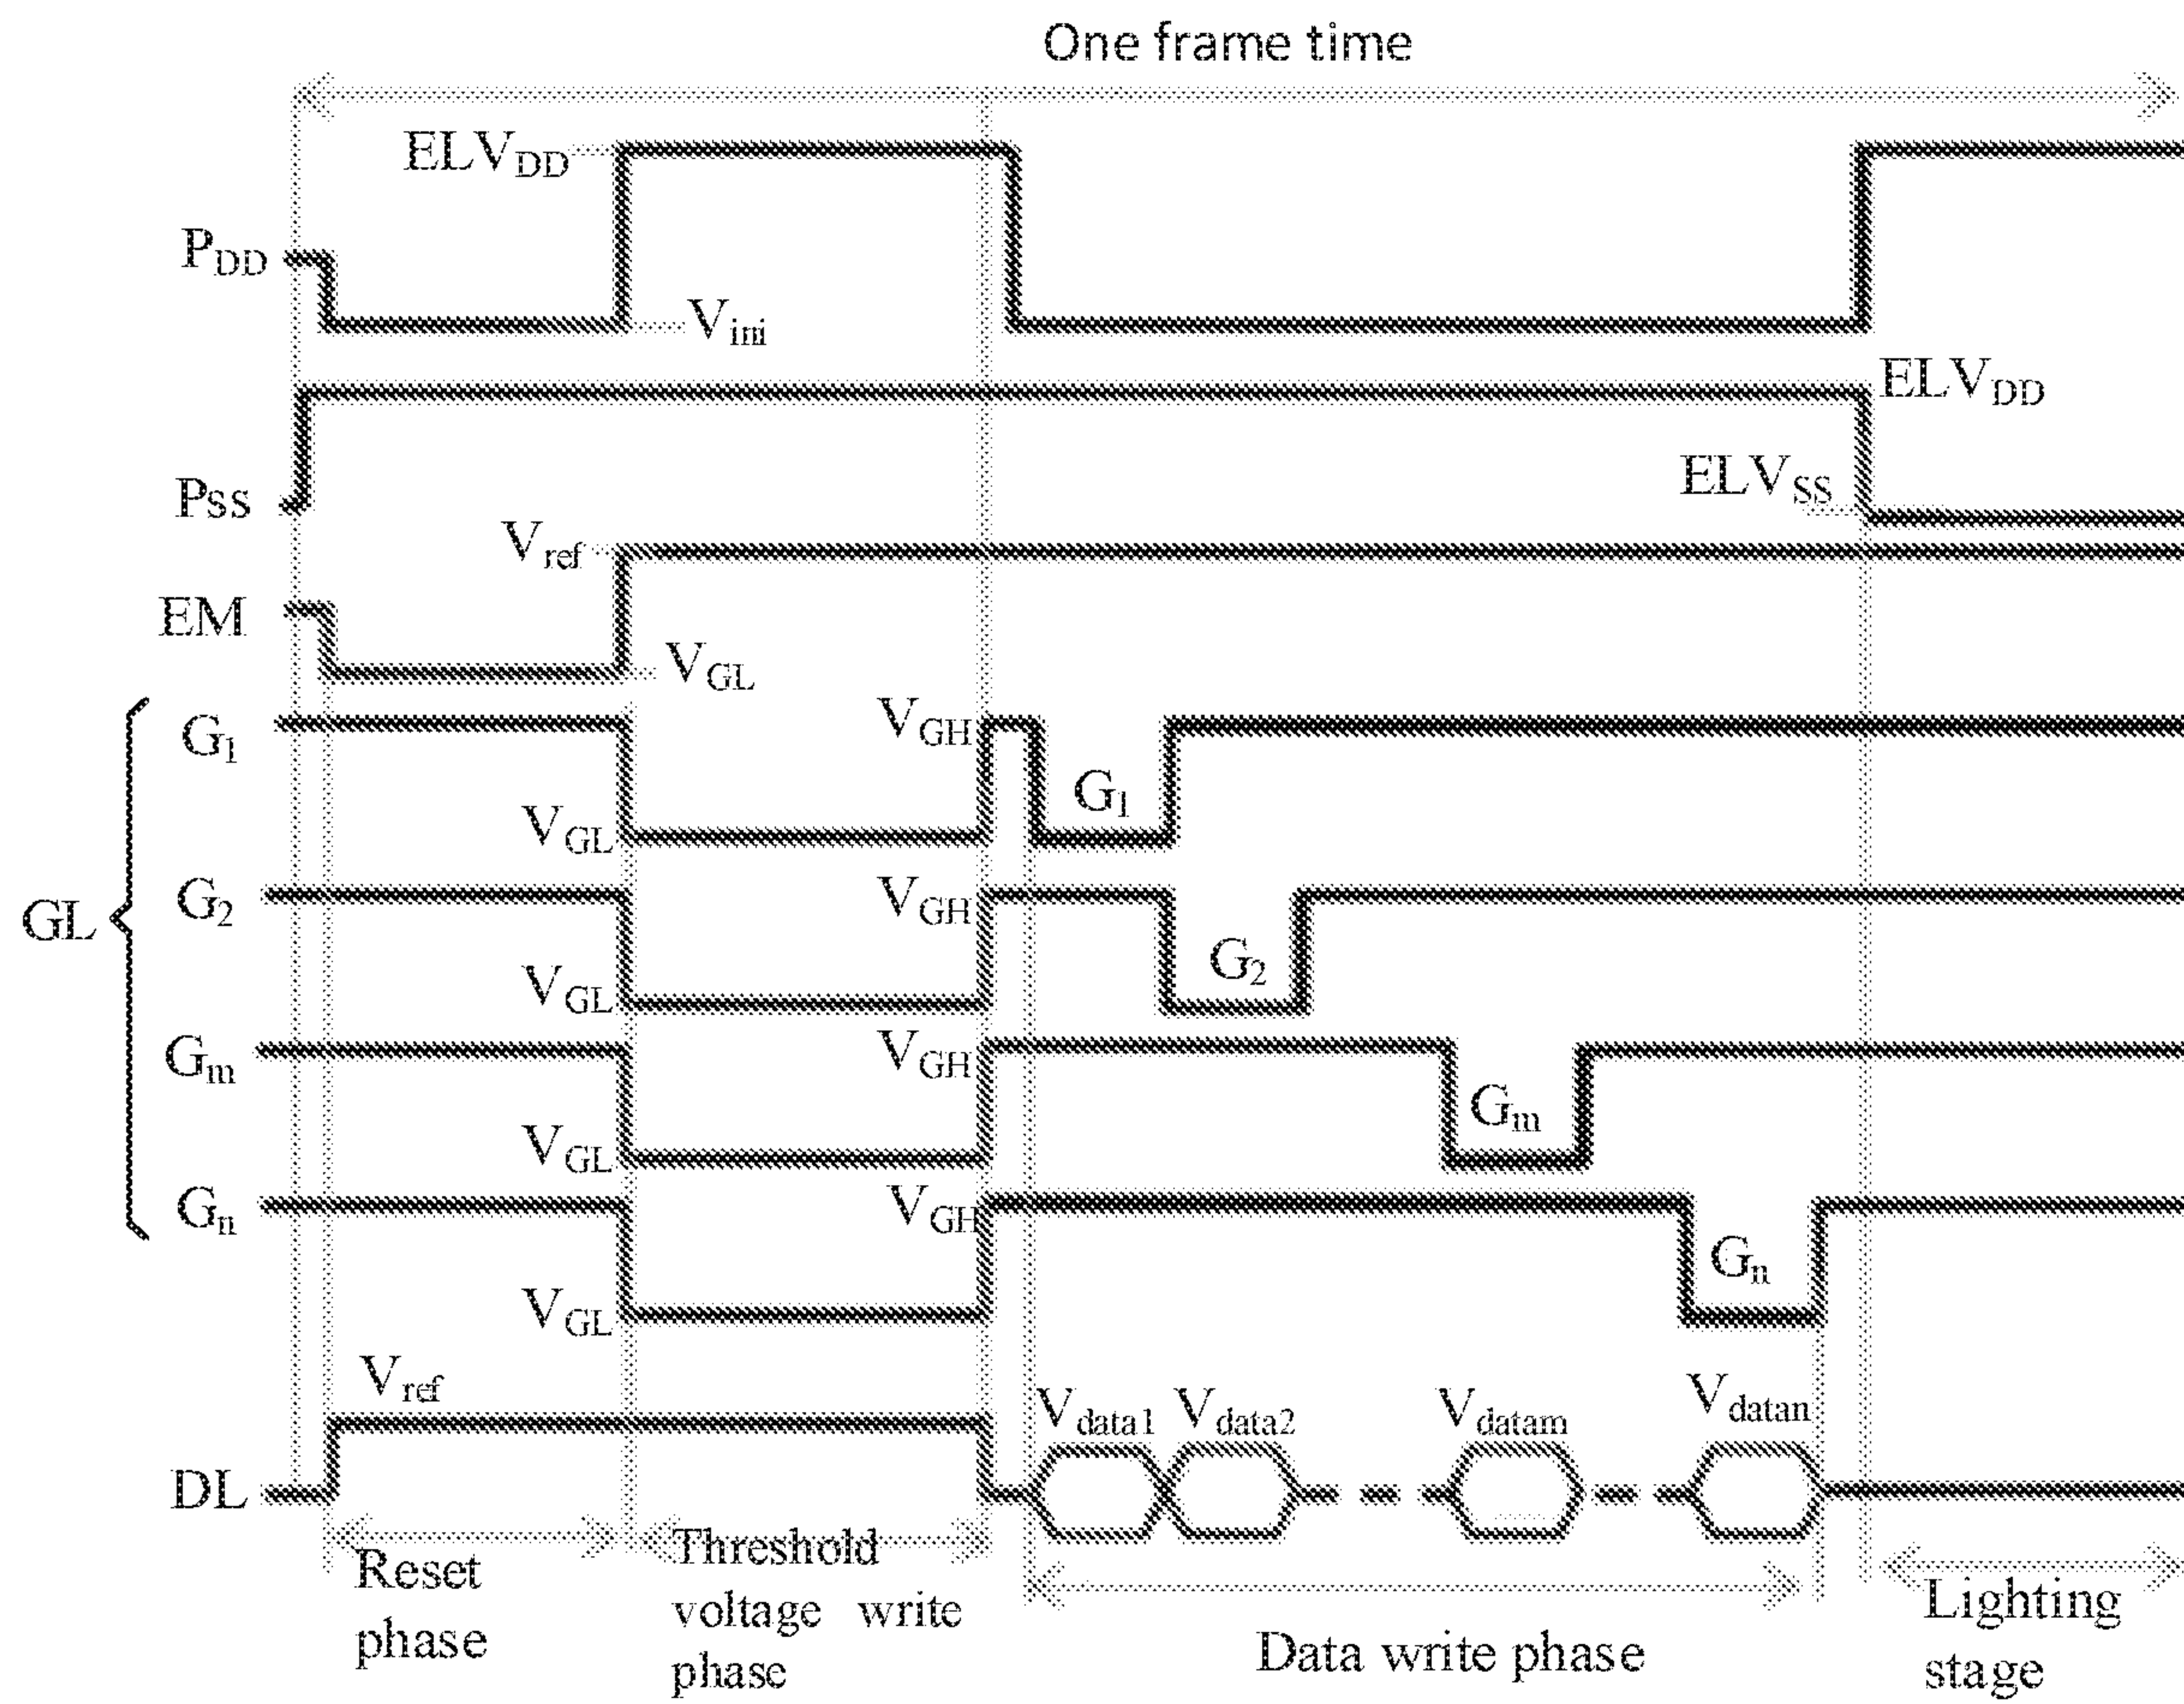 One frame time
ELVDD
PDD
Vini
ELVDD
PSS
ELVSS
Vref
EM
VGL
GL
G1
VGH
G1
VGL
G2
VGH
G2
VGL
Gm
VGH
Gm
VGL
Gn
VGH
Gn
VGL
Vref
Vdata1
Vdata2
Vdatam
Vdatan
DL
Reset
phase
Threshold
voltage write
phase
Data write phase
Lighting
stage